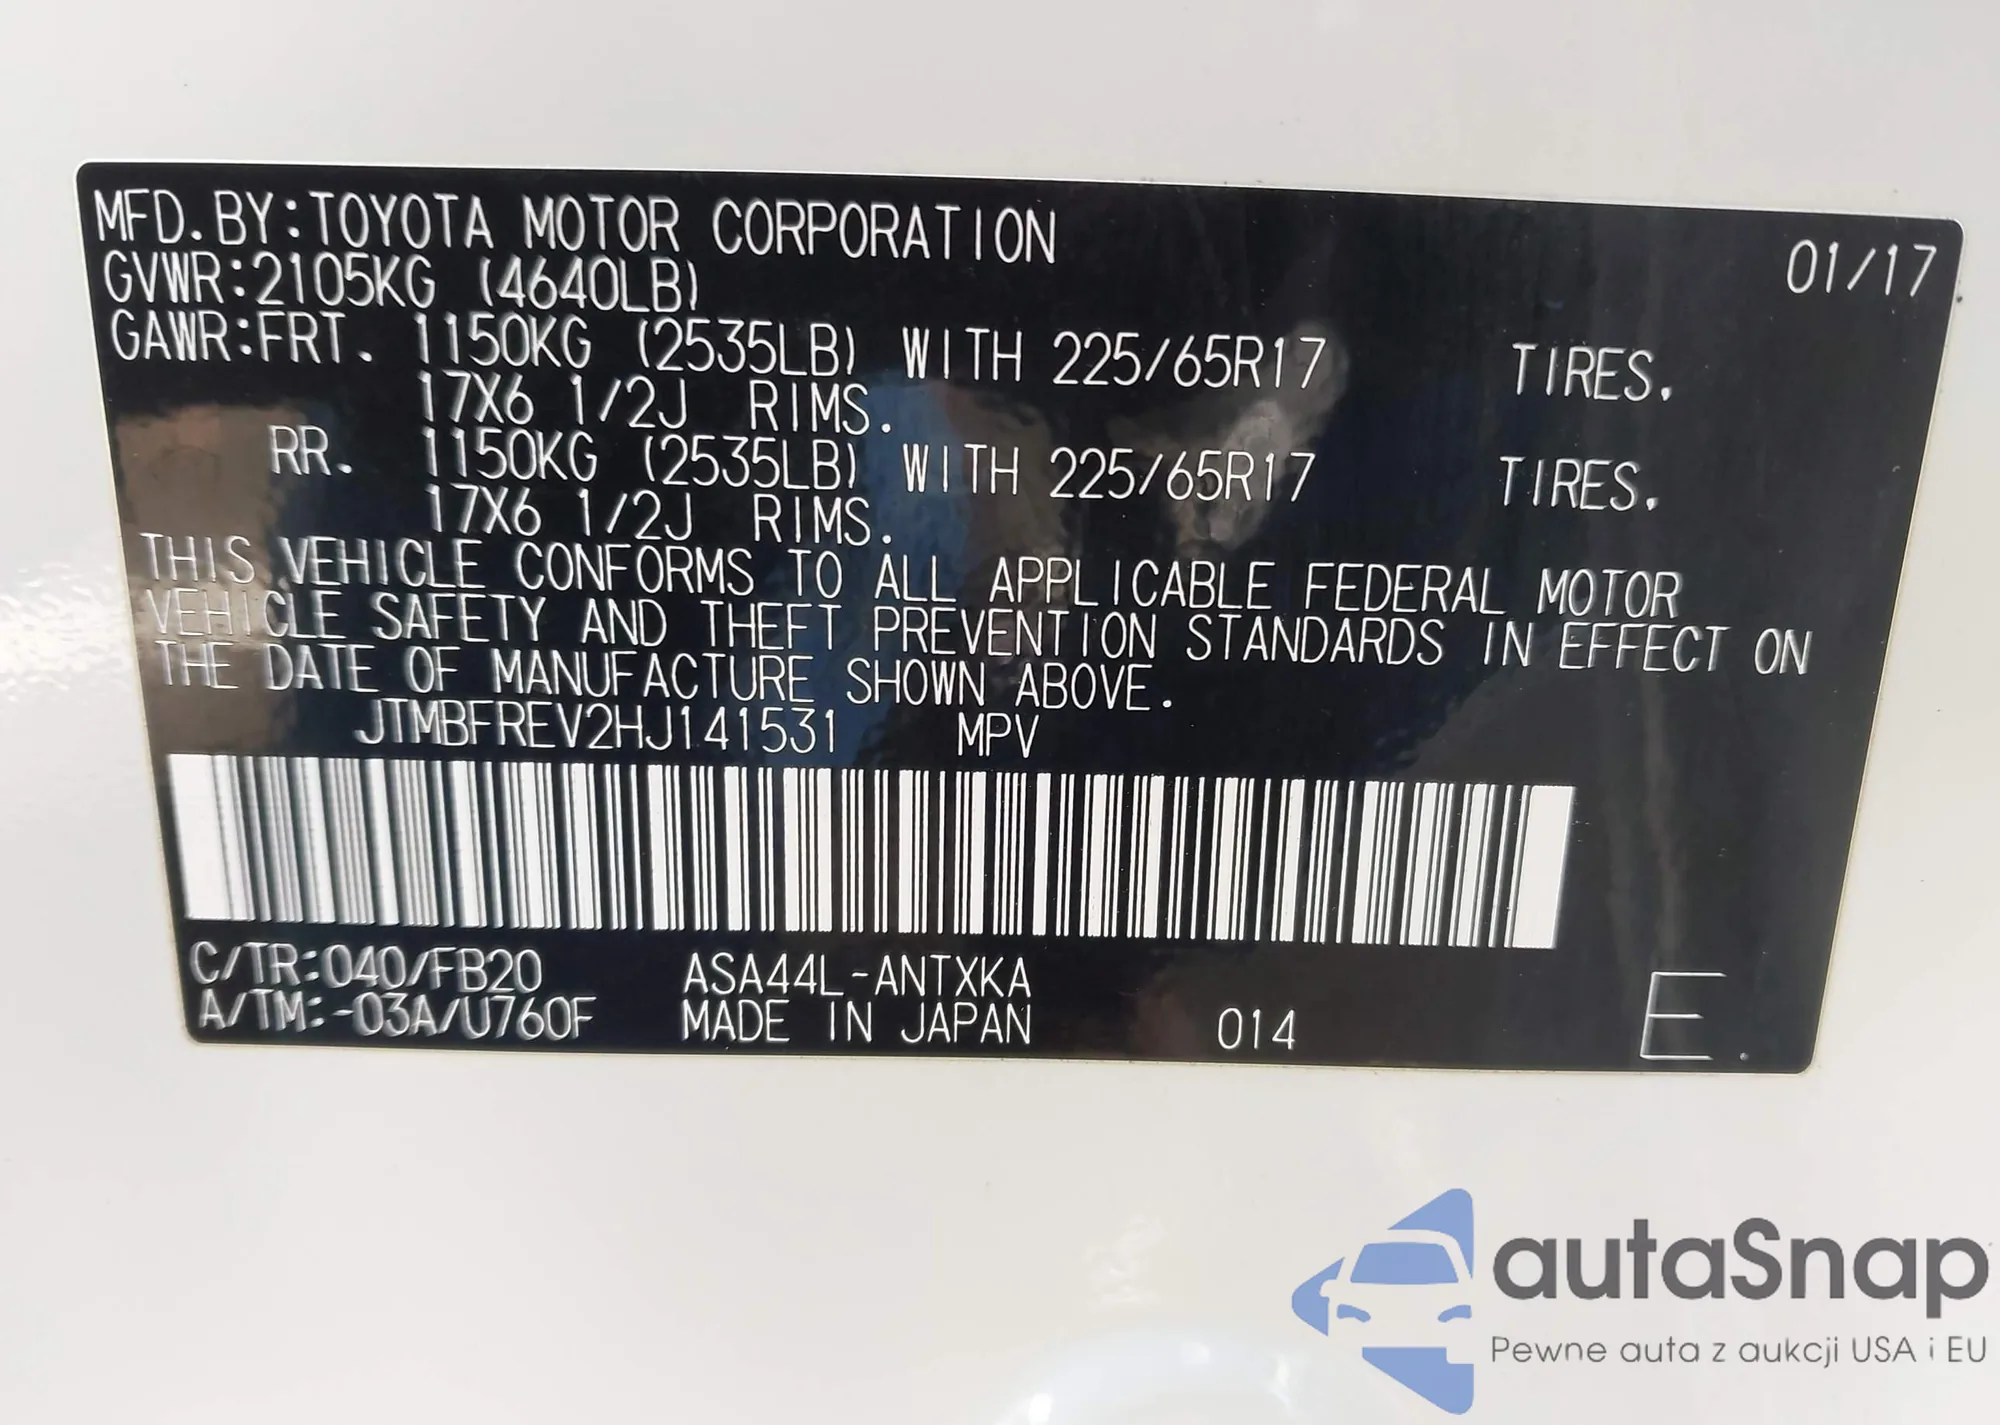 MFD.BY:TOYOTA MOTOR CORPORATION 01/17
GVWR:2105KG (4640LB)
GAWR:FRT. 1150KG (2535LB) WITH 225/65R17 TIRES.
17X6 1/2J RIMS.
RR. 1150KG (2535LB) WITH 225/65R17 TIRES.
17X6 1/2J RIMS.
THIS VEHICLE CONFORMS TO ALL APPLICABLE FEDERAL MOTOR
VEHICLE SAFETY AND THEFT PREVENTION STANDARDS IN EFFECT ON
THE DATE OF MANUFACTURE SHOWN ABOVE.
JTMBFREV2HJ141531 MPV
C/TR:040/FB20 ASA44L-ANTXKA
A/TM:-03A/U760F MADE IN JAPAN 014 E.
autaSnap
Pewne auta z aukcji USA i EU